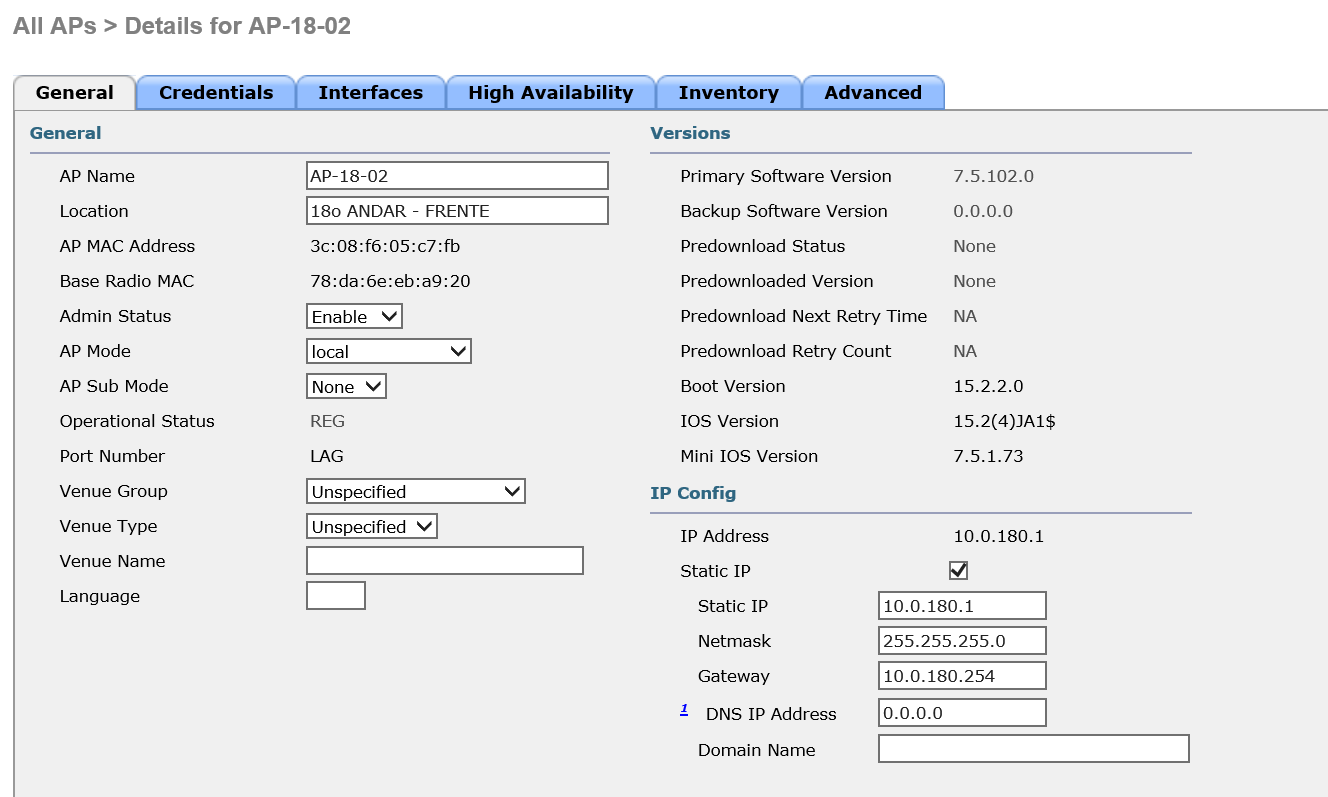 All APs > Details for AP-18-02
General Credentials Interfaces High Availability Inventory Advanced
General
AP Name AP-18-02
Location 18o ANDAR - FRENTE
AP MAC Address 3c:08:f6:05:c7:fb
Base Radio MAC 78:da:6e:eb:a9:20
Admin Status Enable
AP Mode local
AP Sub Mode None
Operational Status REG
Port Number LAG
Venue Group Unspecified
Venue Type Unspecified
Venue Name
Language
Versions
Primary Software Version 7.5.102.0
Backup Software Version 0.0.0.0
Predownload Status None
Predownloaded Version None
Predownload Next Retry Time NA
Predownload Retry Count NA
Boot Version 15.2.2.0
IOS Version 15.2(4)JA1$
Mini IOS Version 7.5.1.73
IP Config
IP Address 10.0.180.1
Static IP
Static IP 10.0.180.1
Netmask 255.255.255.0
Gateway 10.0.180.254
1 DNS IP Address 0.0.0.0
Domain Name